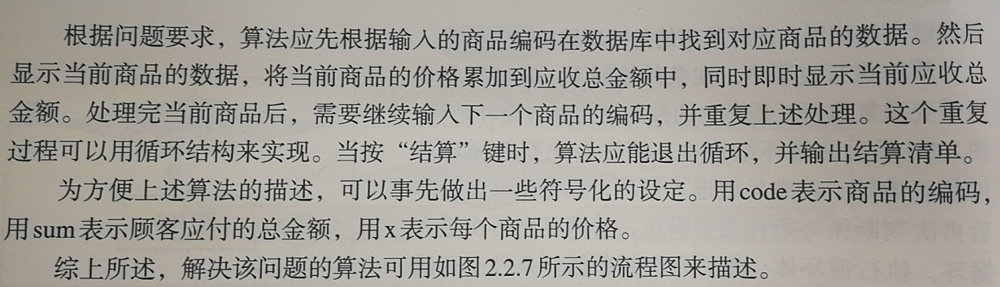 根据问题要求，算法应先根据输入的商品编码在数据库中找到对应商品的数据。然后
显示当前商品的数据，将当前商品的价格累加到应收总金额中，同时即时显示当前应收总
金额。处理完当前商品后，需要继续输入下一个商品的编码，并重复上述处理。这个重复
过程可以用循环结构来实现。当按“结算”键时，算法应能退出循环，并输出结算清单。
为方便上述算法的描述，可以事先做出一些符号化的设定。用code表示商品的编码，
用sum表示顾客应付的总金额，用x表示每个商品的价格。
综上所述，解决该问题的算法可用如图2.2.7所示的流程图来描述。